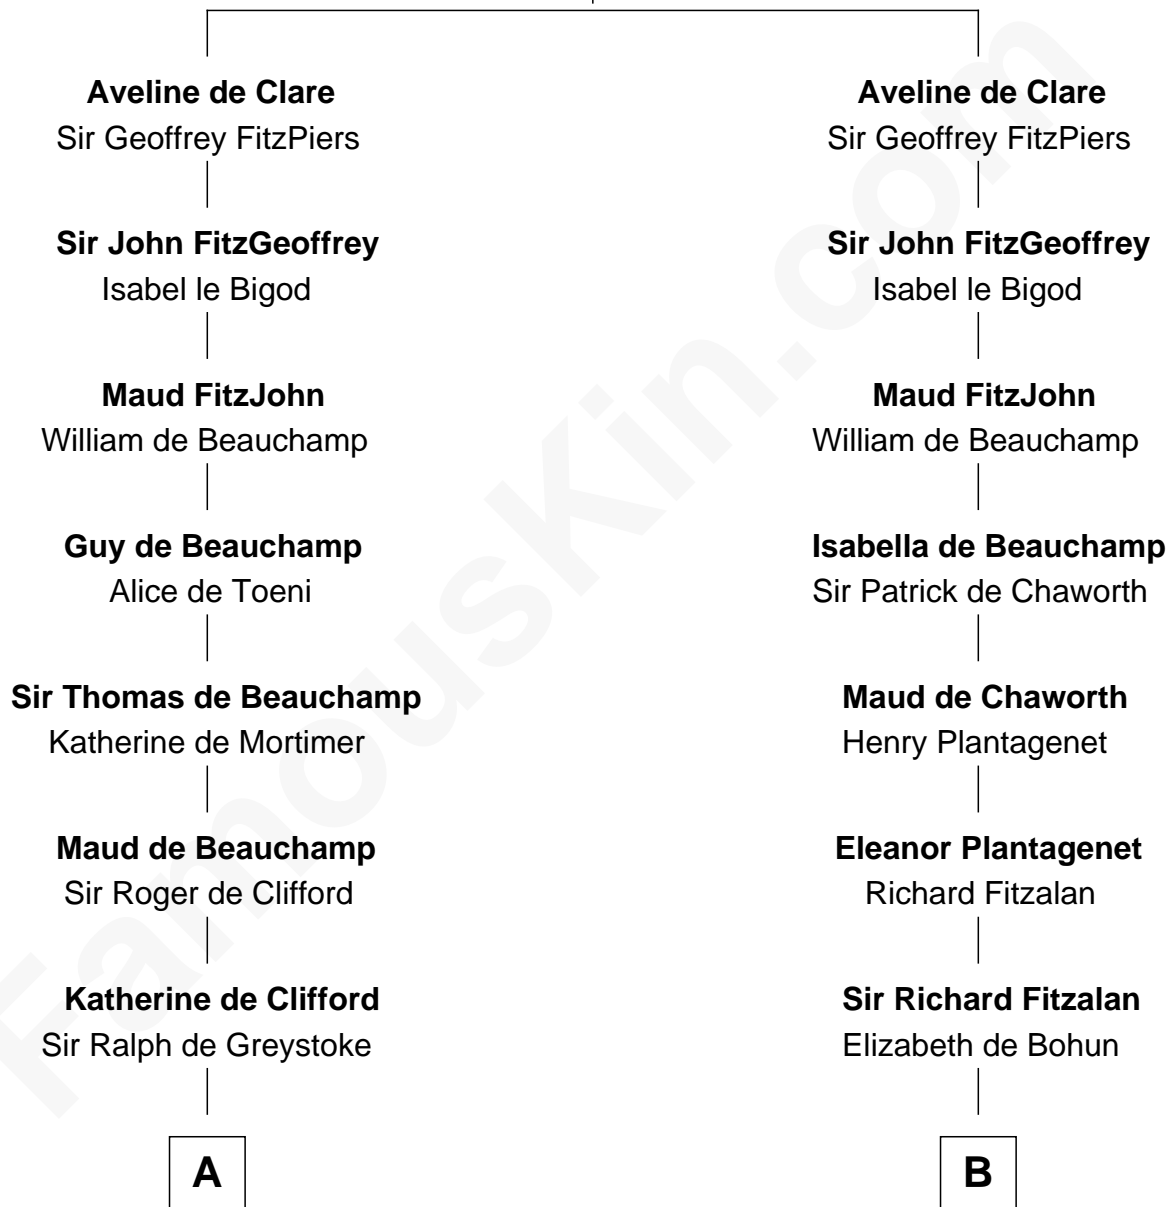 Aveline de Clare
Sir Geoffrey FitzPiers
Sir John FitzGeoffrey
Isabel le Bigod
Maud FitzJohn
William de Beauchamp
Guy de Beauchamp
Alice de Toeni
Sir Thomas de Beauchamp
Katherine de Mortimer
Maud de Beauchamp
Sir Roger de Clifford
Katherine de Clifford
Sir Ralph de Greystoke
A
Aveline de Clare
Sir Geoffrey FitzPiers
Sir John FitzGeoffrey
Isabel le Bigod
Maud FitzJohn
William de Beauchamp
Isabella de Beauchamp
Sir Patrick de Chaworth
Maud de Chaworth
Henry Plantagenet
Eleanor Plantagenet
Richard Fitzalan
Sir Richard Fitzalan
Elizabeth de Bohun
B
FamousKin.com